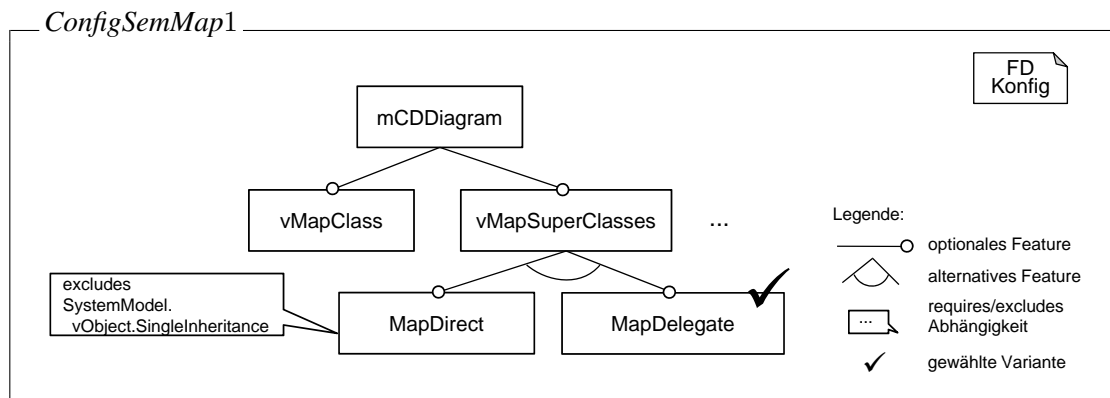 ConfigSemMap1
FD
Konfig
mCDDiagram
vMapClass
vMapSuperClasses
...
excludes
SystemModel.
vObject.SingleInheritance
MapDirect
MapDelegate
Legende:
optionales Feature
alternatives Feature
...
requires/excludes
Abhängigkeit
gewählte Variante